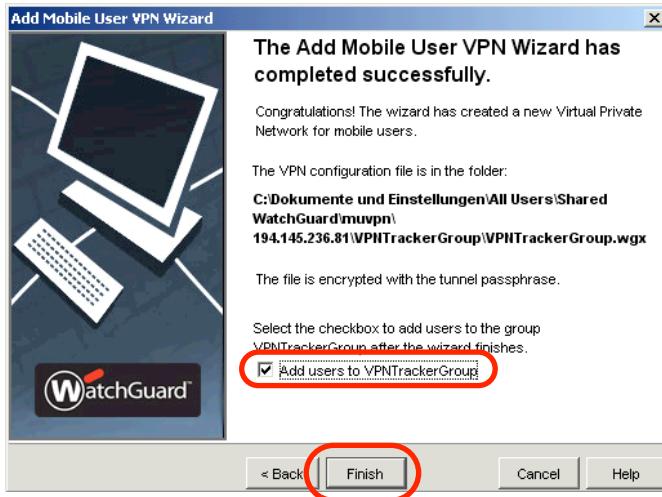 Add Mobile User VPN Wizard
The Add Mobile User VPN Wizard has
completed successfully.
Congratulations! The wizard has created a new Virtual Private
Network for mobile users.
The VPN configuration file is in the folder:
C:\Dokumente und Einstellungen\All Users\Shared
WatchGuard\muvpn\
194.145.236.81\VPNTrackerGroup\VPNTrackerGroup.wgx
The file is encrypted with the tunnel passphrase.
Select the checkbox to add users to the group
VPNTrackerGroup after the wizard finishes.
Add users to VPNTrackerGroup
WatchGuard
< Back
Finish
Cancel
Help